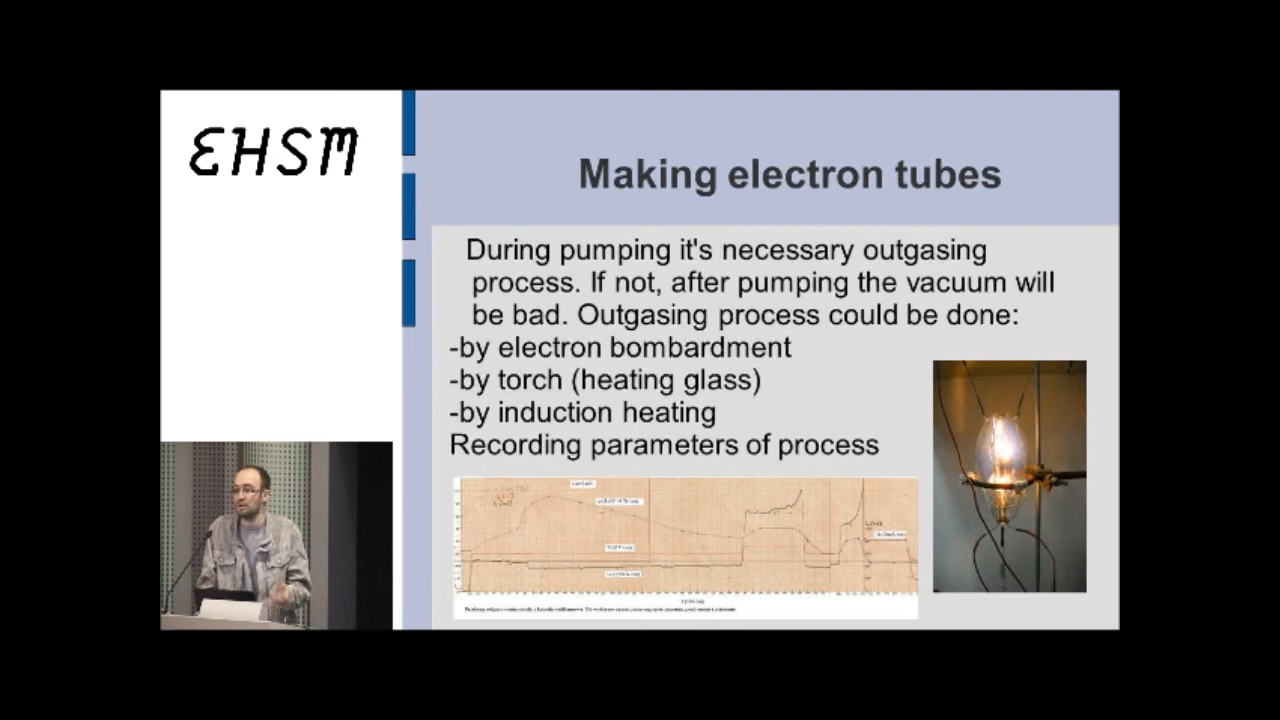 EHSM
Making electron tubes
During pumping it's necessary outgasing
process. If not, after pumping the vacuum will
be bad. Outgasing process could be done:
-by electron bombardment
-by torch (heating glass)
-by induction heating
Recording parameters of process